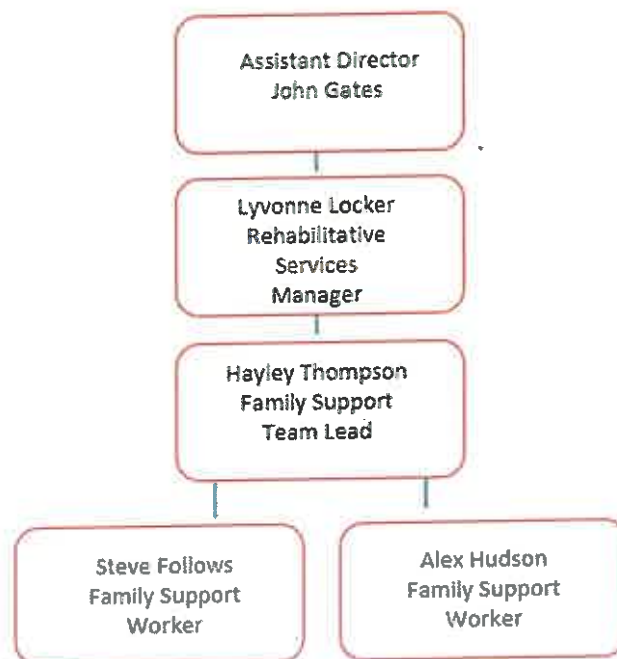 Assistant Director
John Gates
Lyvonne Locker
Rehabilitative
Services
Manager
Hayley Thompson
Family Support
Team Lead
Steve Follows
Family Support
Worker
Alex Hudson
Family Support
Worker